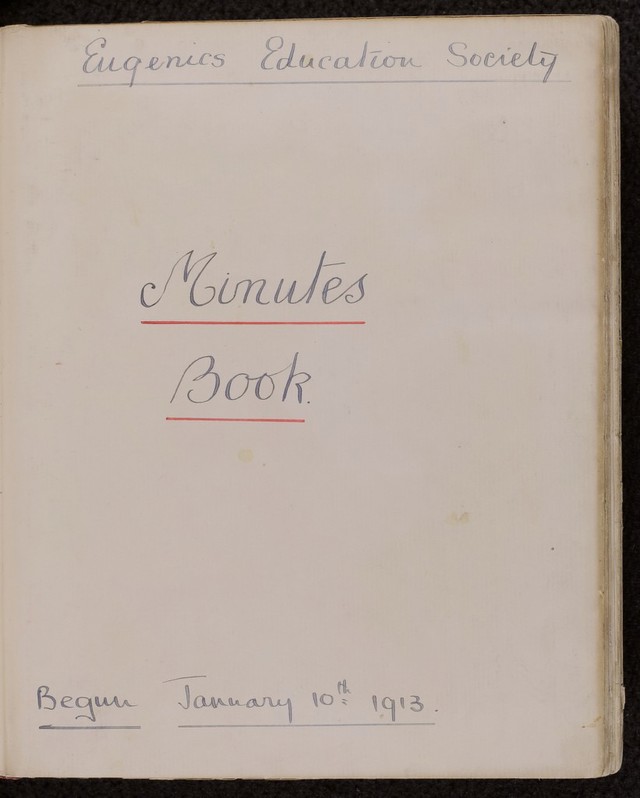 Eugenics Education Society
Minutes
Book.
Begun January 10th 1913.